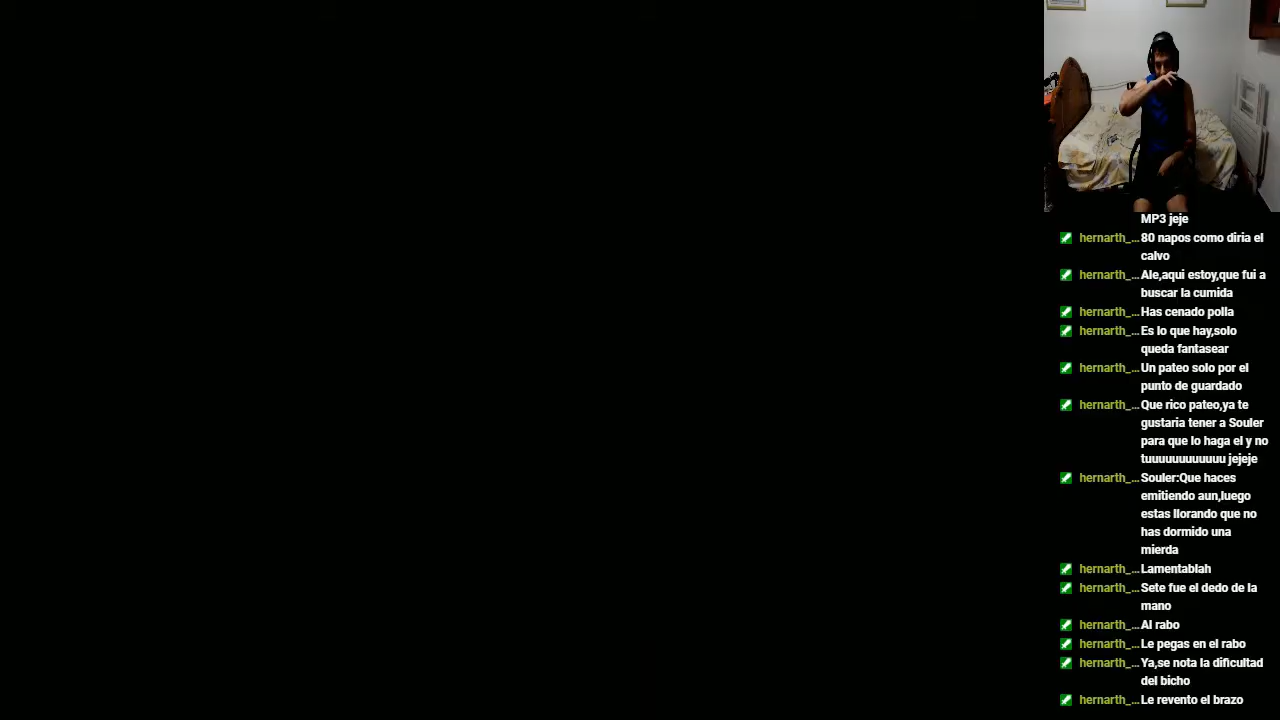 MP3 jeje
hernarth_... 80 napos como diria el
calvo
hernarth_... Ale,aqui estoy,que fui a
buscar la cumida
hernarth_... Has cenado polla
hernarth_... Es lo que hay,solo
queda fantasear
hernarth_... Un pateo solo por el
punto de guardado
hernarth_... Que rico pateo,ya te
gustaria tener a Souler
para que lo haga el y no
tuuuuuuuuuuuu jejeje
hernarth_... Souler:Que haces
emitiendo aun,luego
estas llorando que no
has dormido una
mierda
hernarth_... Lamentablah
hernarth_... Sete fue el dedo de la
mano
hernarth_... Al rabo
hernarth_... Le pegas en el rabo
hernarth_... Ya,se nota la dificultad
del bicho
hernarth_... Le revento el brazo